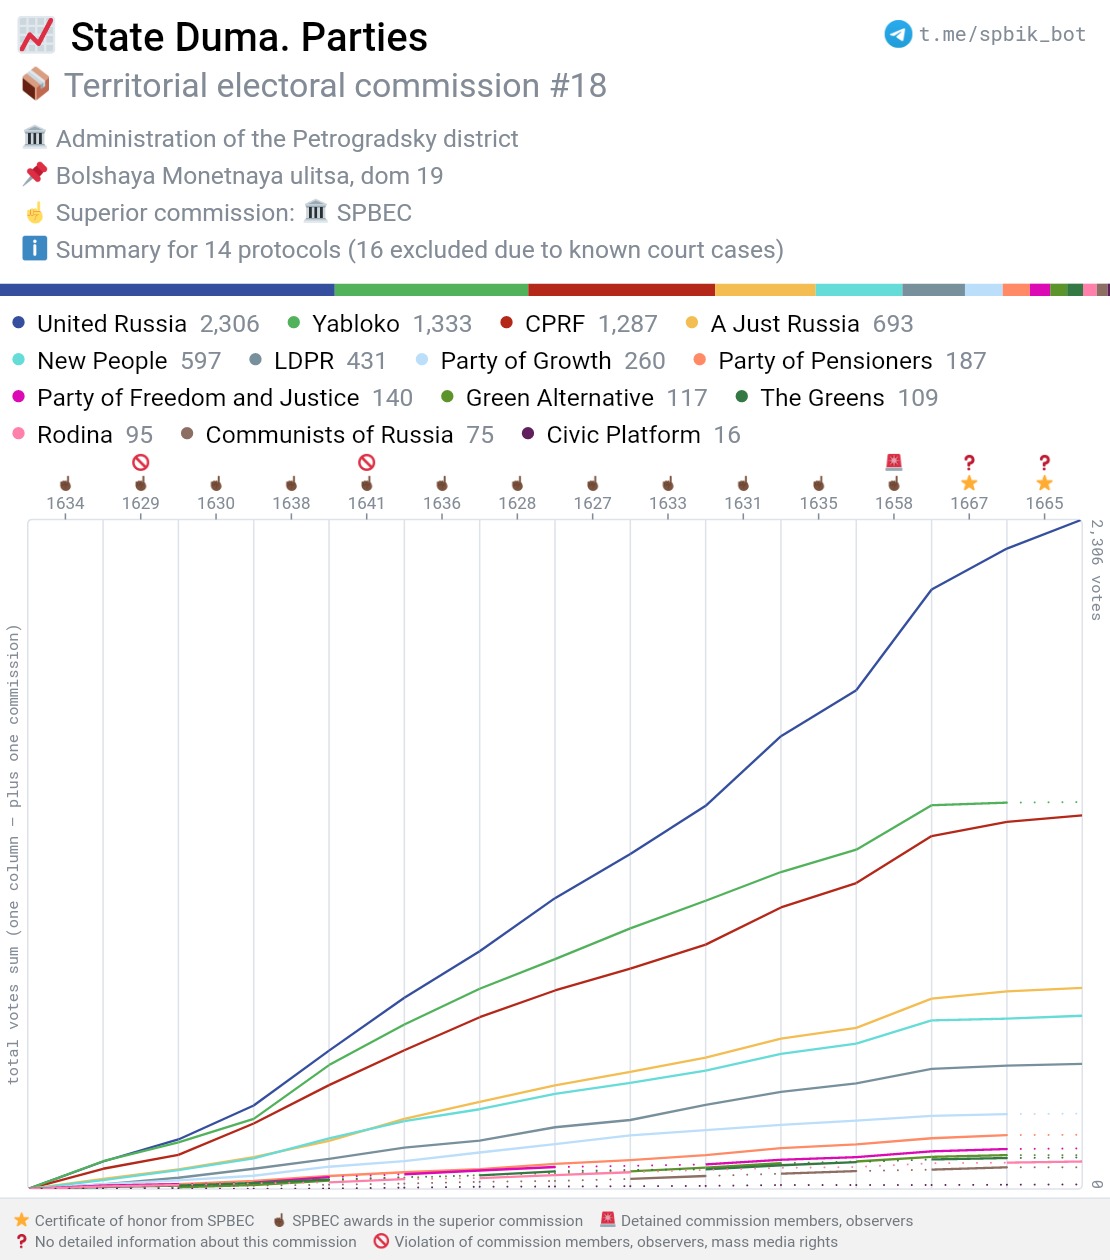 State Duma. Parties
t.me/spbik_bot
Territorial electoral commission #18
Administration of the Petrogradsky district
Bolshaya Monetnaya ulitsa, dom 19
Superior commission: SPBEC
Summary for 14 protocols (16 excluded due to known court cases)
United Russia 2,306 Yabloko 1,333 CPRF 1,287 A Just Russia 693
New People 597 LDPR 431 Party of Growth 260 Party of Pensioners 187
Party of Freedom and Justice 140 Green Alternative 117 The Greens 109
Rodina 95 Communists of Russia 75 Civic Platform 16
1634 1629 1630 1638 1641 1636 1628 1627 1633 1631 1635 1658 1667 1665
2,306 votes
total votes sum (one column — plus one commission)
0
Certificate of honor from SPBEC SPBEC awards in the superior commission Detained commission members, observers
No detailed information about this commission Violation of commission members, observers, mass media rights